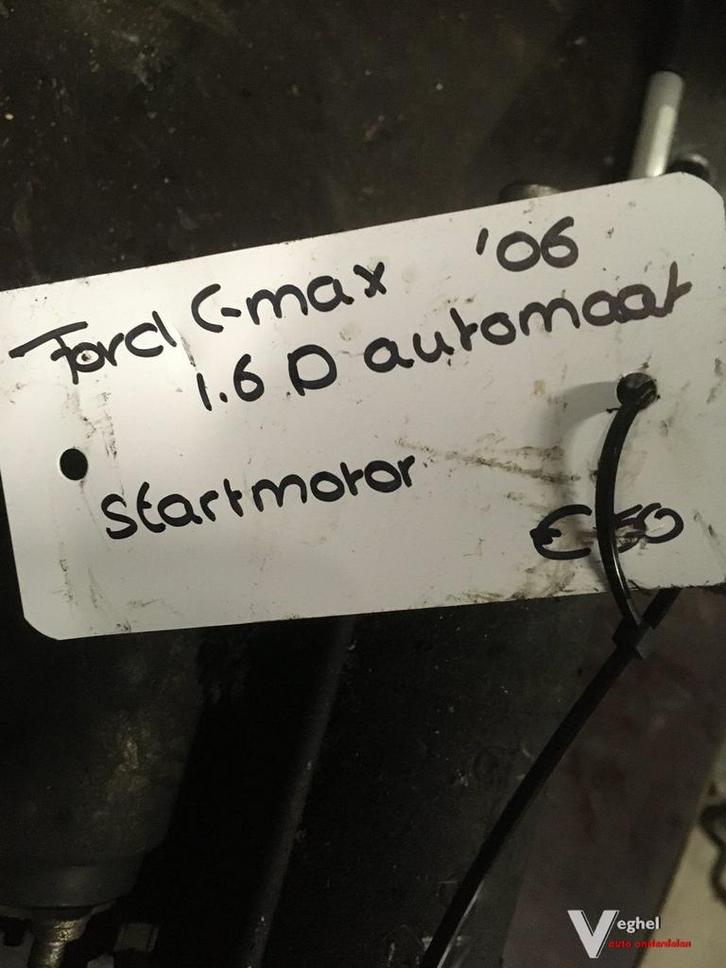 Ford C-max '06
1.6 D automaat
startmotor
€50
Veghel
auto onderdelen